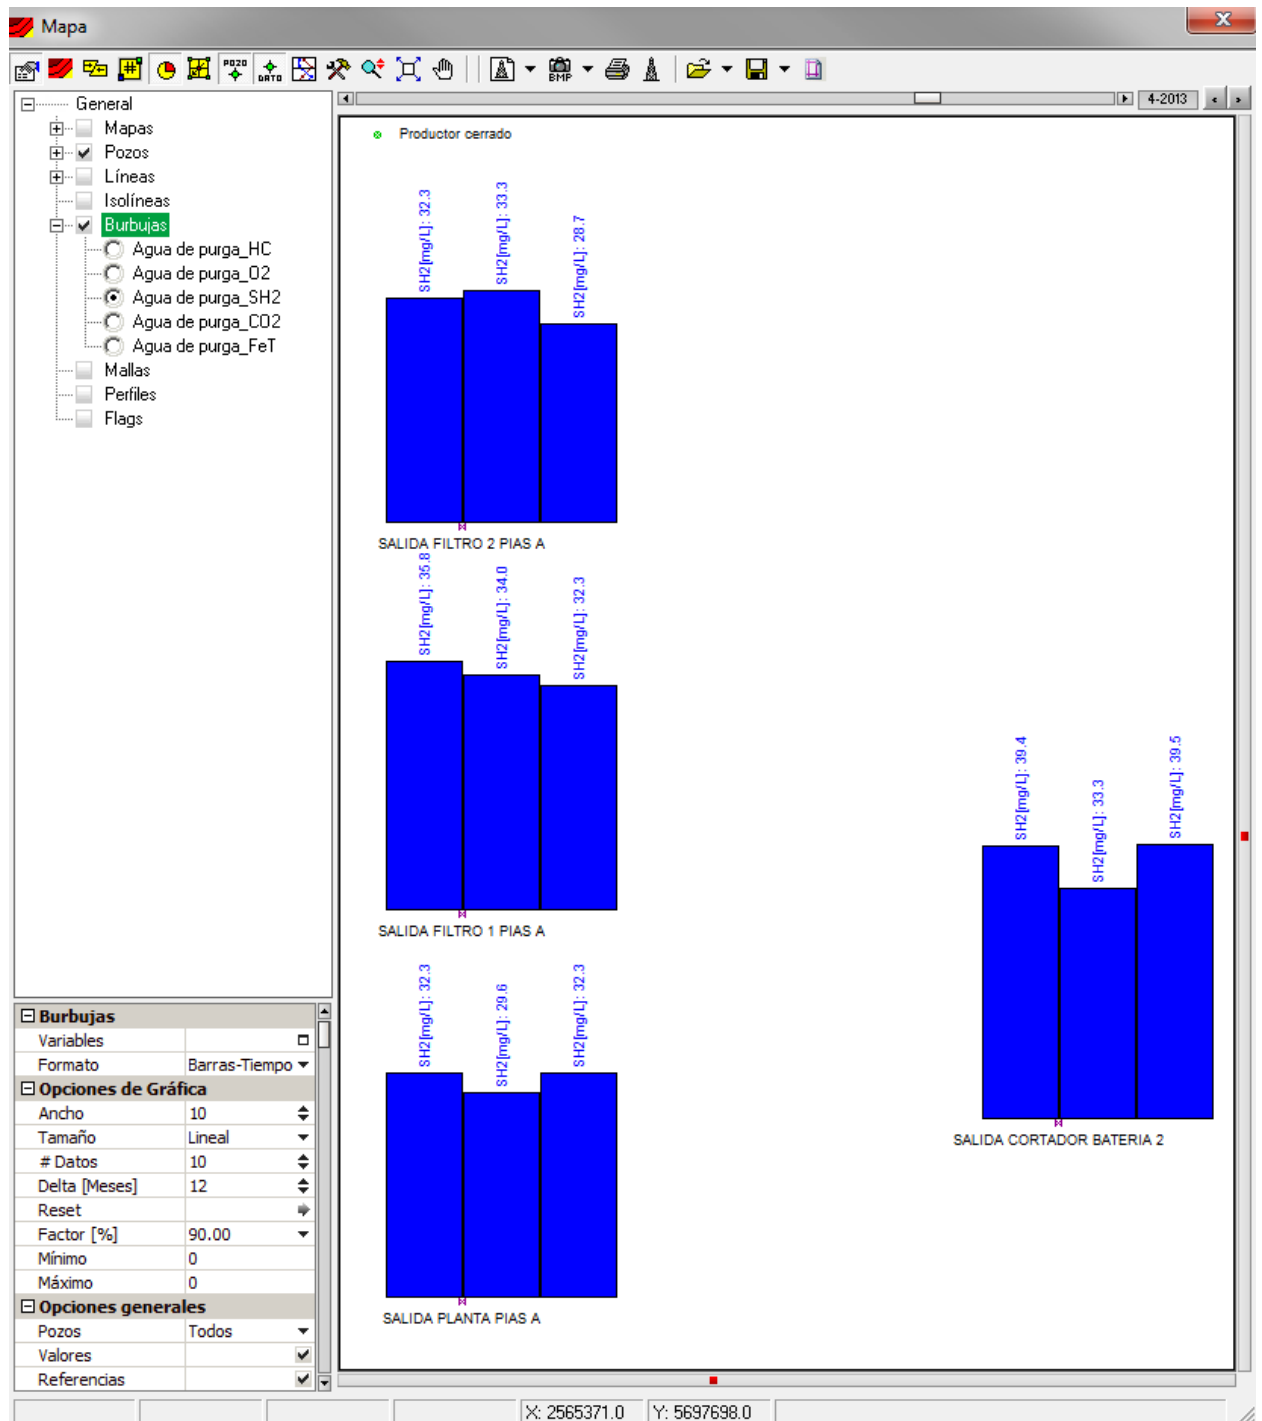 Mapa
POZO
DATO
BMP
General
Mapas
Pozos
Líneas
Isolíneas
Burbujas
Agua de purga_HC
Agua de purga_O2
Agua de purga_SH2
Agua de purga_CO2
Agua de purga_FeT
Mallas
Perfiles
Flags
4-2013
Productor cerrado
SH2[mg/L]: 32.3
SH2[mg/L]: 33.3
SH2[mg/L]: 28.7
SALIDA FILTRO 2 PIAS A
SH2[mg/L]: 35.8
SH2[mg/L]: 34.0
SH2[mg/L]: 32.3
SALIDA FILTRO 1 PIAS A
SH2[mg/L]: 39.4
SH2[mg/L]: 33.3
SH2[mg/L]: 39.5
SALIDA CORTADOR BATERIA 2
SH2[mg/L]: 32.3
SH2[mg/L]: 29.6
SH2[mg/L]: 32.3
SALIDA PLANTA PIAS A
Burbujas
Variables
Formato Barras-Tiempo
Opciones de Gráfica
Ancho 10
Tamaño Lineal
# Datos 10
Delta [Meses] 12
Reset
Factor [%] 90.00
Mínimo 0
Máximo 0
Opciones generales
Pozos Todos
Valores
Referencias
X: 2565371.0 Y: 5697698.0